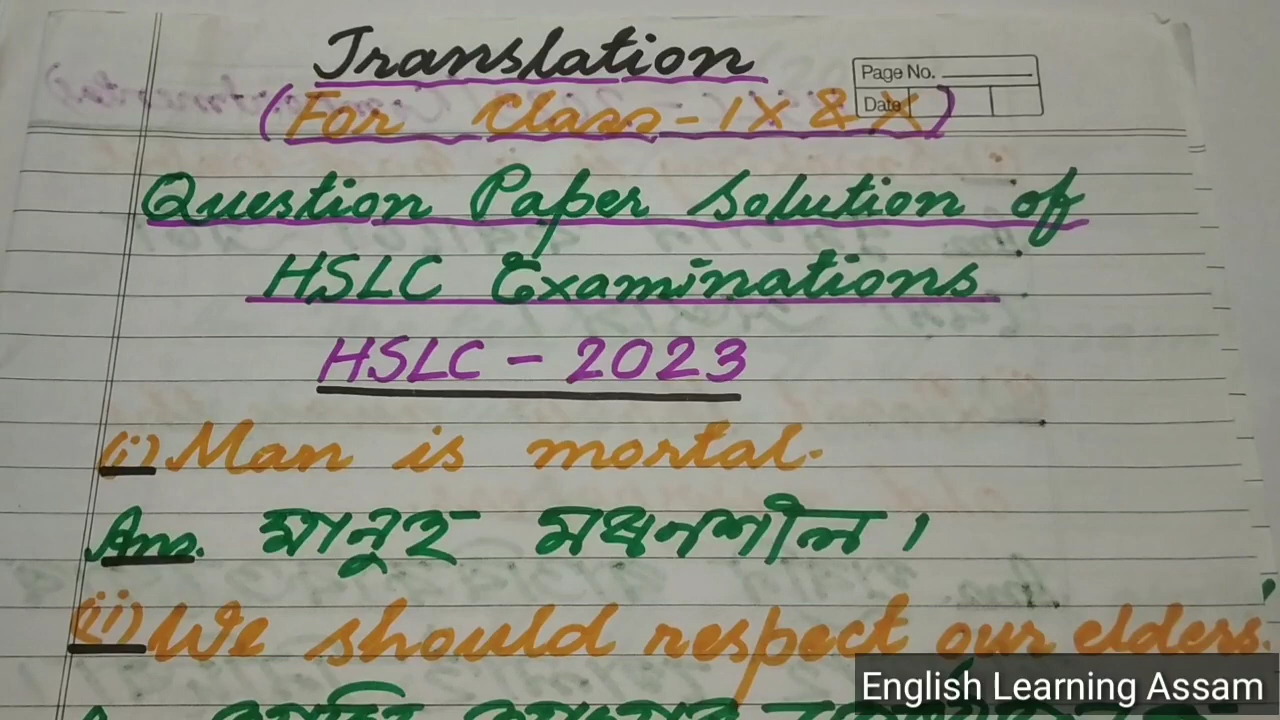 Translation
Page No.
(For Class-IX & X)
Date
Question Paper Solution of
HSLC Examinations
HSLC - 2023
(i) Man is mortal.
Ans. মানুহ মৰণশীল।
(ii) We should respect our elders.
English Learning Assam